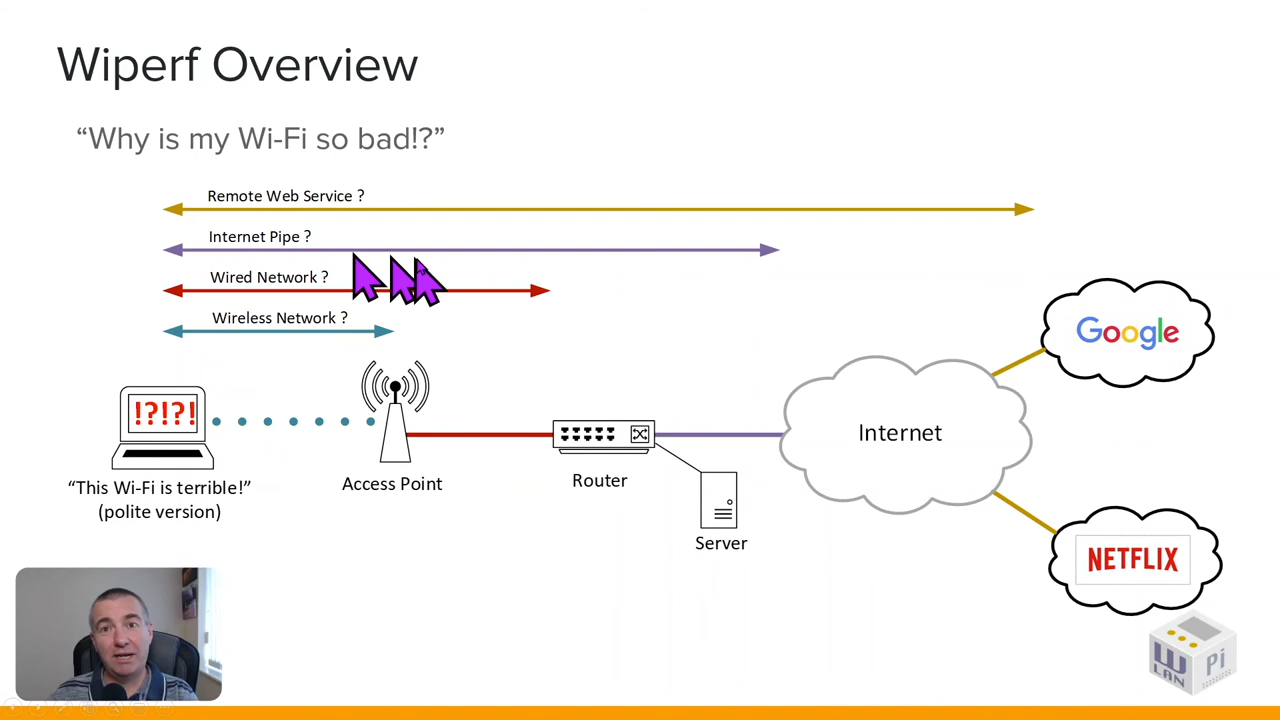 Wiperf Overview
“Why is my Wi-Fi so bad!?”
Remote Web Service ?
Internet Pipe ?
Wired Network ?
Wireless Network ?
!?!?!
“This Wi-Fi is terrible!”
(polite version)
Access Point
Router
Server
Internet
Google
NETFLIX
W
LAN
Pi